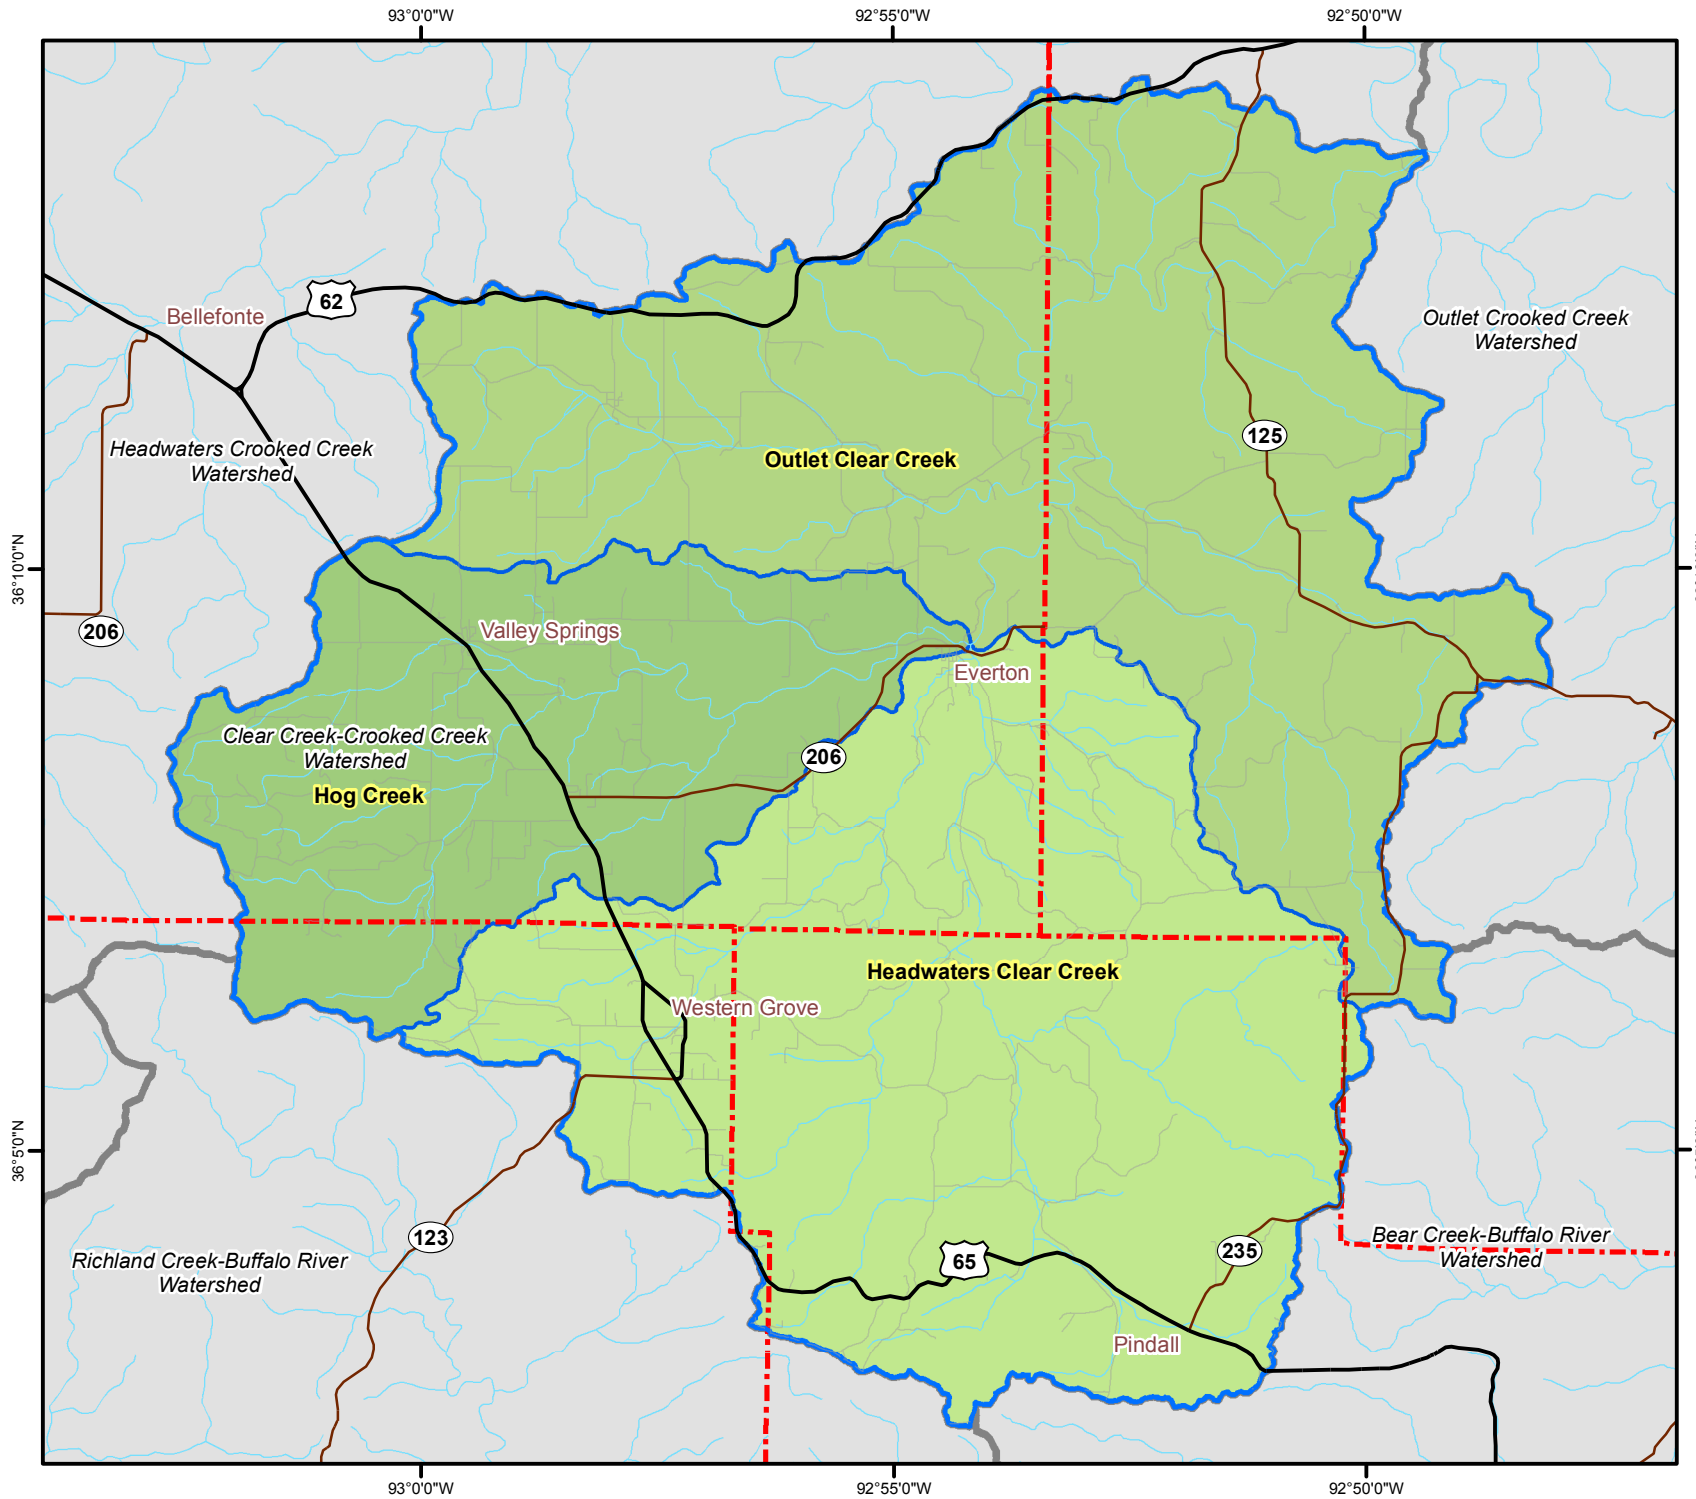 93°0'0"W
92°55'0"W
92°50'0"W
62
Bellefonte
Outlet Crooked Creek
Watershed
125
Headwaters Crooked Creek
Watershed
Outlet Clear Creek
36°10'0"N
206
Valley Springs
Everton
Clear Creek-Crooked Creek
Watershed
206
Hog Creek
Headwaters Clear Creek
Western Grove
36°5'0"N
123
235
Bear Creek-Buffalo River
Watershed
Richland Creek-Buffalo River
Watershed
65
Pindall
93°0'0"W
92°55'0"W
92°50'0"W